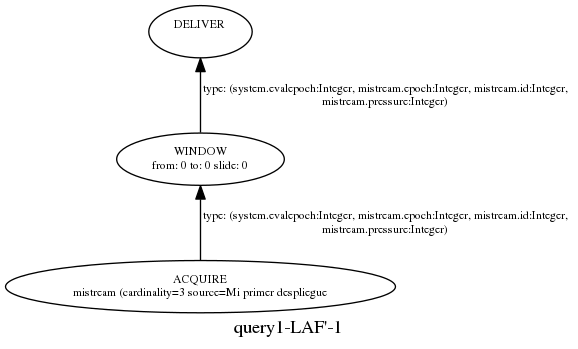 DELIVER
type: (system.evalepoch:Integer, mistream.epoch:Integer, mistream.id:Integer,
mistream.pressure:Integer)
WINDOW
from: 0 to: 0 slide: 0
type: (system.evalepoch:Integer, mistream.epoch:Integer, mistream.id:Integer,
mistream.pressure:Integer)
ACQUIRE
mistream (cardinality=3 source=Mi primer despliegue
query1-LAF'-1